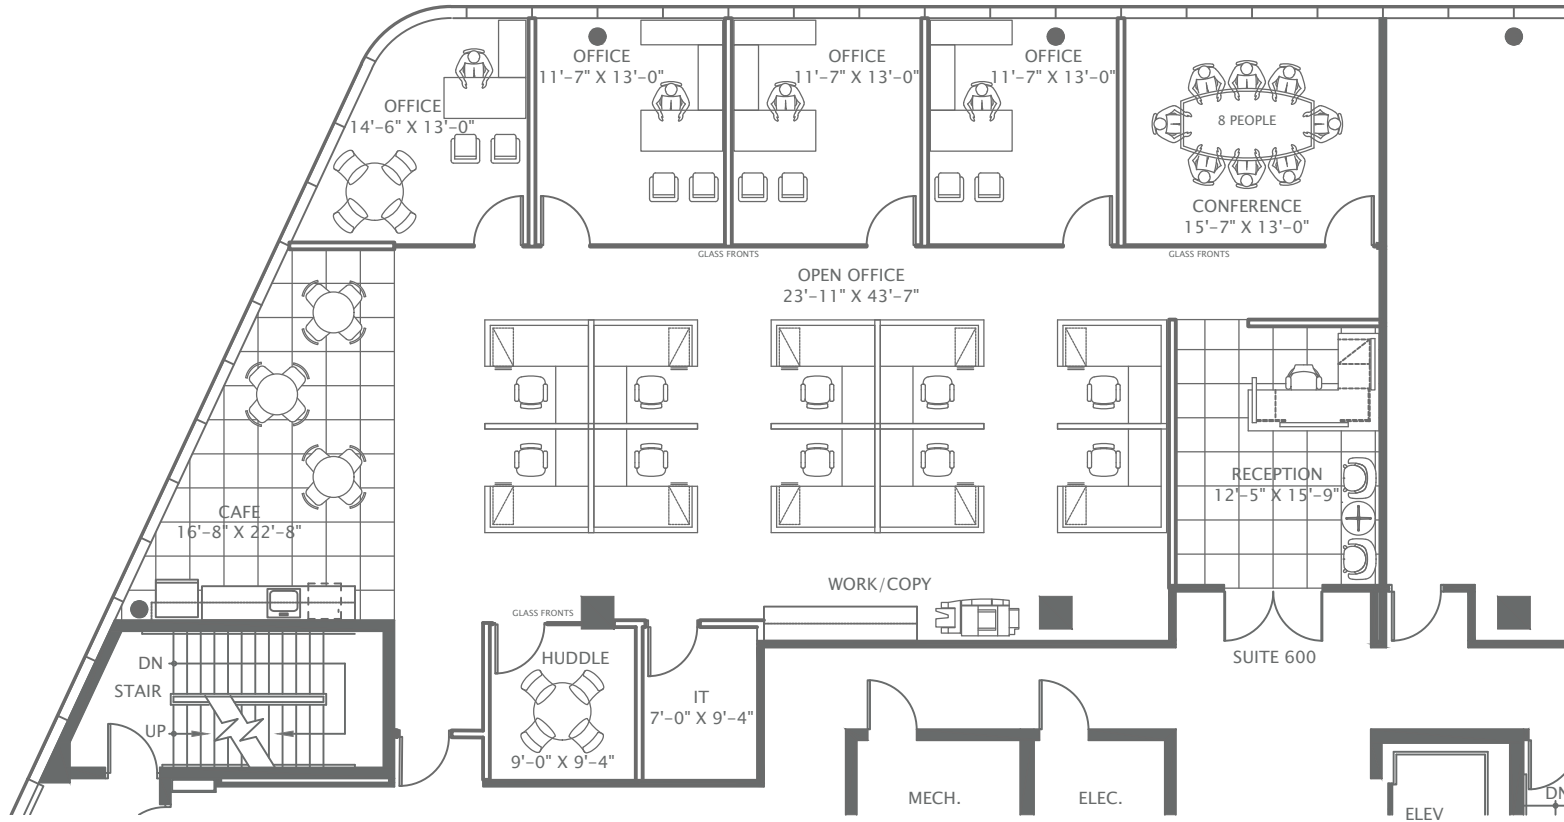 OFFICE
14'-6" X 13'-0"
OFFICE
11'-7" X 13'-0"
OFFICE
11'-7" X 13'-0"
OFFICE
11'-7" X 13'-0"
8 PEOPLE
CONFERENCE
15'-7" X 13'-0"
GLASS FRONTS
GLASS FRONTS
OPEN OFFICE
23'-11" X 43'-7"
RECEPTION
12'-5" X 15'-9"
CAFE
16'-8" X 22'-8"
WORK/COPY
GLASS FRONTS
HUDDLE
9'-0" X 9'-4"
IT
7'-0" X 9'-4"
SUITE 600
DN
STAIR
UP
MECH.
ELEC.
ELEV
DN